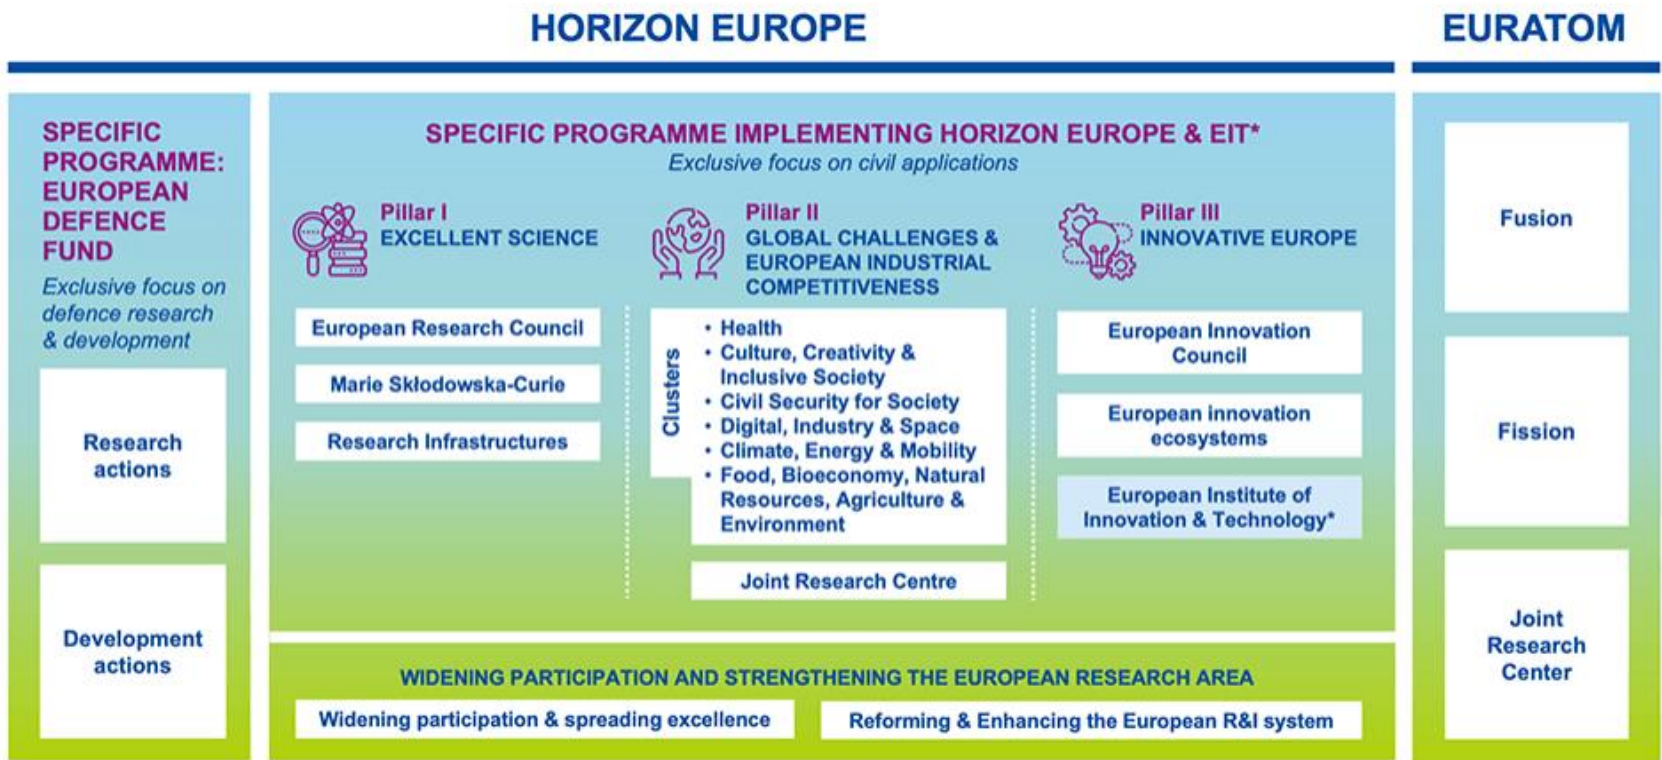 HORIZON EUROPE
EURATOM
SPECIFIC
PROGRAMME:
EUROPEAN
DEFENCE
FUND
Exclusive focus on
defence research
& development
Research
actions
Development
actions
SPECIFIC PROGRAMME IMPLEMENTING HORIZON EUROPE & EIT*
Exclusive focus on civil applications
Pillar I
EXCELLENT SCIENCE
European Research Council
Marie Skłodowska-Curie
Research Infrastructures
Pillar II
GLOBAL CHALLENGES &
EUROPEAN INDUSTRIAL
COMPETITIVENESS
Clusters
• Health
• Culture, Creativity &
Inclusive Society
• Civil Security for Society
• Digital, Industry & Space
• Climate, Energy & Mobility
• Food, Bioeconomy, Natural
Resources, Agriculture &
Environment
Joint Research Centre
Pillar III
INNOVATIVE EUROPE
European Innovation
Council
European innovation
ecosystems
European Institute of
Innovation & Technology*
WIDENING PARTICIPATION AND STRENGTHENING THE EUROPEAN RESEARCH AREA
Widening participation & spreading excellence
Reforming & Enhancing the European R&I system
Fusion
Fission
Joint
Research
Center